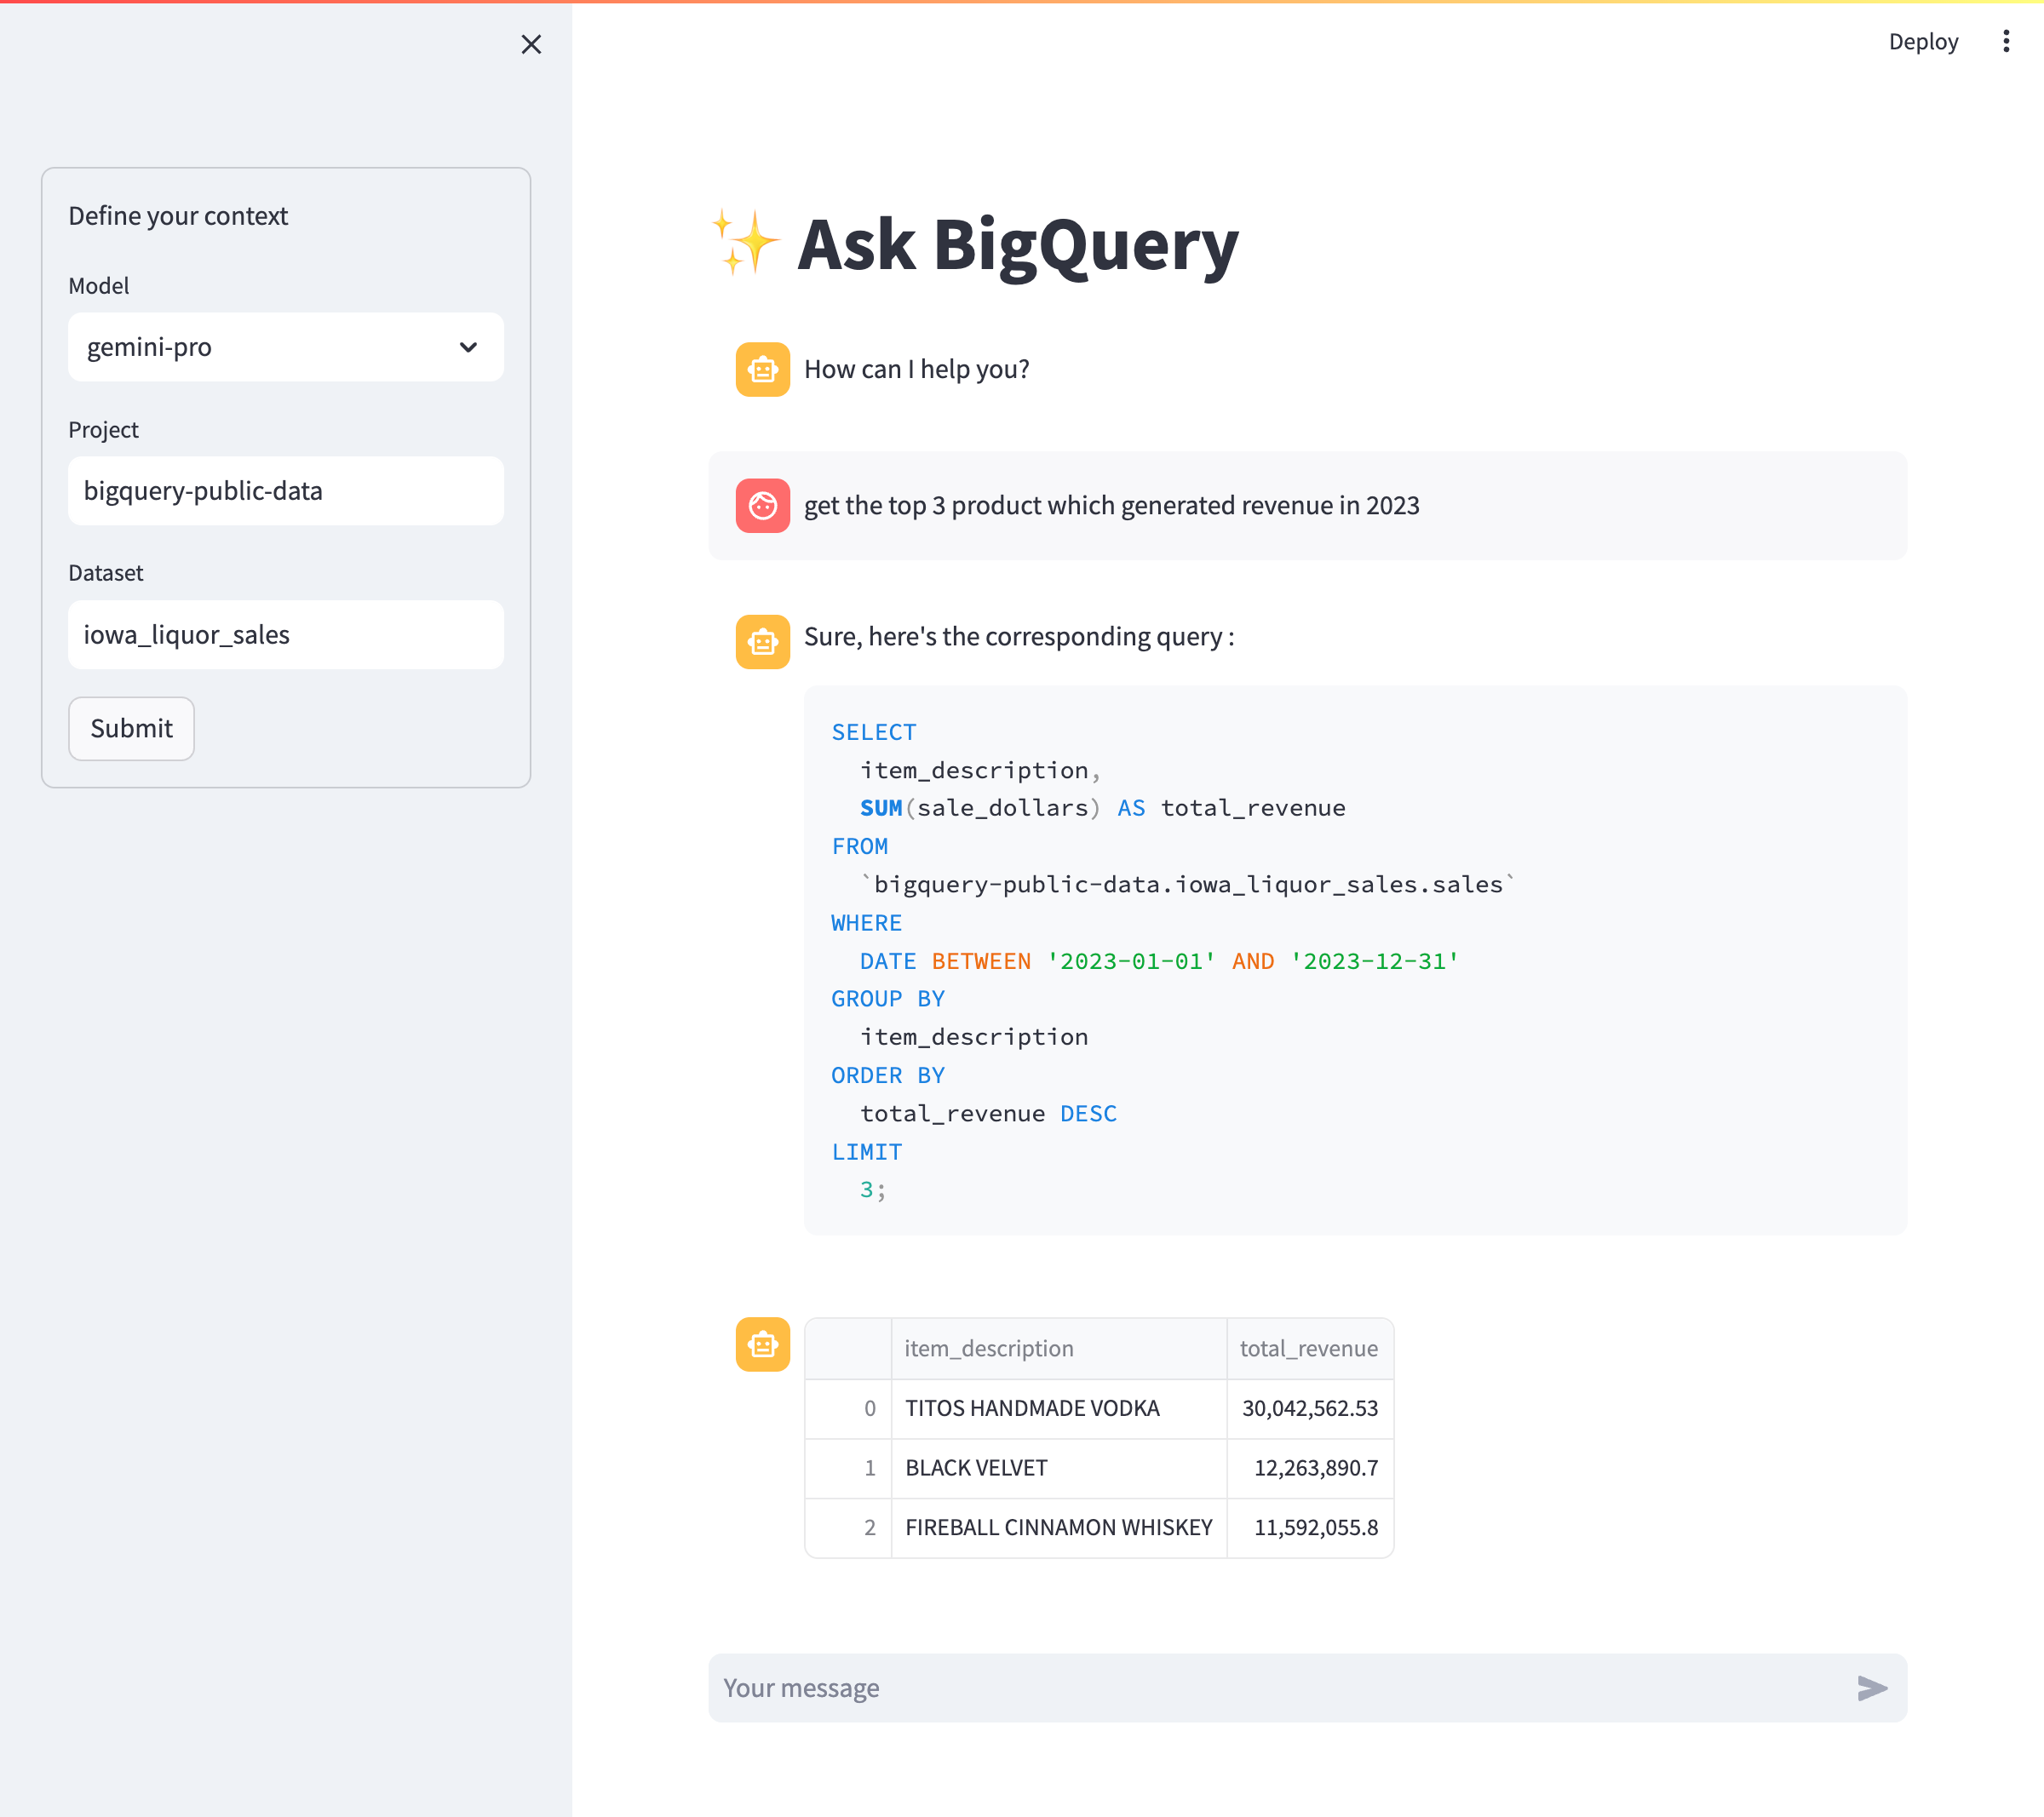 Deploy
Define your context
Model
gemini-pro
Project
bigquery-public-data
Dataset
iowa_liquor_sales
Submit
✨ Ask BigQuery
How can I help you?
get the top 3 product which generated revenue in 2023
Sure, here's the corresponding query :
SELECT
  item_description,
  SUM(sale_dollars) AS total_revenue
FROM
  `bigquery-public-data.iowa_liquor_sales.sales`
WHERE
  DATE BETWEEN '2023-01-01' AND '2023-12-31'
GROUP BY
  item_description
ORDER BY
  total_revenue DESC
LIMIT
  3;
item_description total_revenue
0 TITOS HANDMADE VODKA 30,042,562.53
1 BLACK VELVET 12,263,890.7
2 FIREBALL CINNAMON WHISKEY 11,592,055.8
Your message